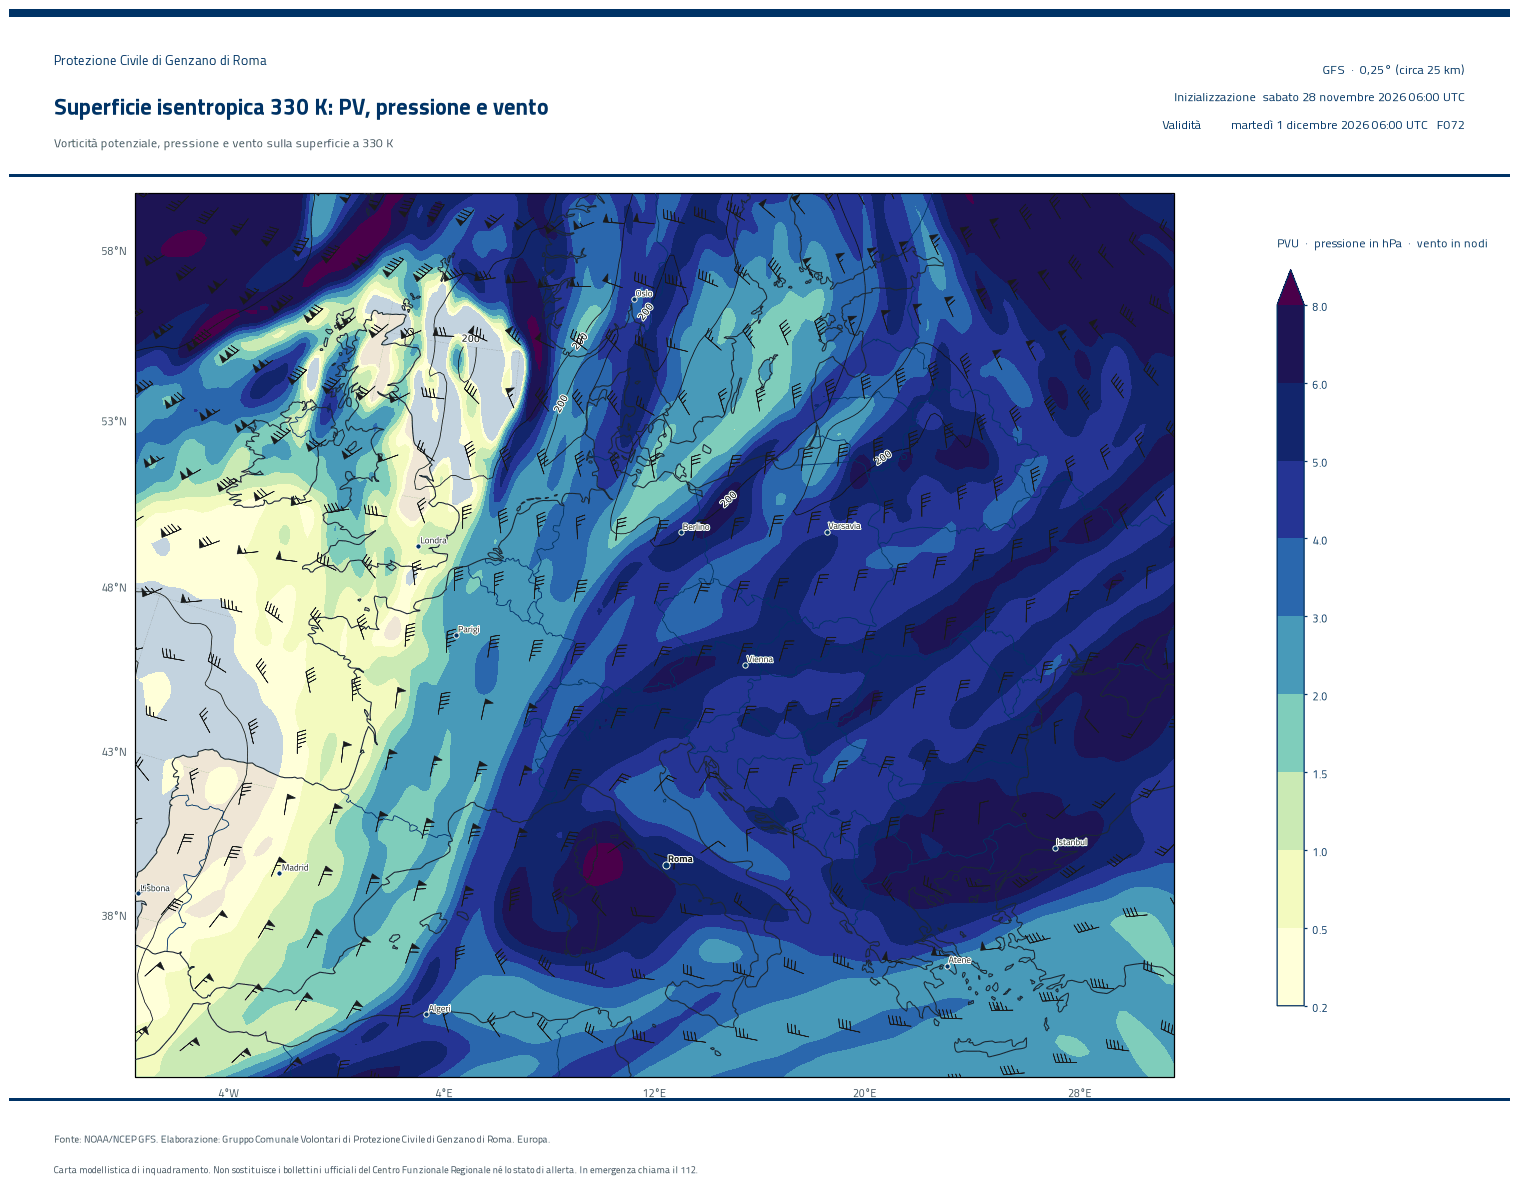 Protezione Civile di Genzano di Roma
Superficie isentropica 330 K: PV, pressione e vento
Vorticità potenziale, pressione e vento sulla superficie a 330 K
GFS · 0,25° (circa 25 km)
Inizializzazione sabato 28 novembre 2026 06:00 UTC
Validità martedì 1 dicembre 2026 06:00 UTC F072
PVU · pressione in hPa · vento in nodi
8.0
6.0
5.0
4.0
3.0
2.0
1.5
1.0
0.5
0.2
58°N
53°N
48°N
43°N
38°N
4°W
4°E
12°E
20°E
28°E
Oslo
200
200
200
200
200
200
Berlino
Varsavia
Londra
Parigi
Vienna
Roma
Istanbul
Madrid
Lisbona
Atene
Algeri
Fonte: NOAA/NCEP GFS. Elaborazione: Gruppo Comunale Volontari di Protezione Civile di Genzano di Roma. Europa.
Carta modellistica di inquadramento. Non sostituisce i bollettini ufficiali del Centro Funzionale Regionale né lo stato di allerta. In emergenza chiama il 112.